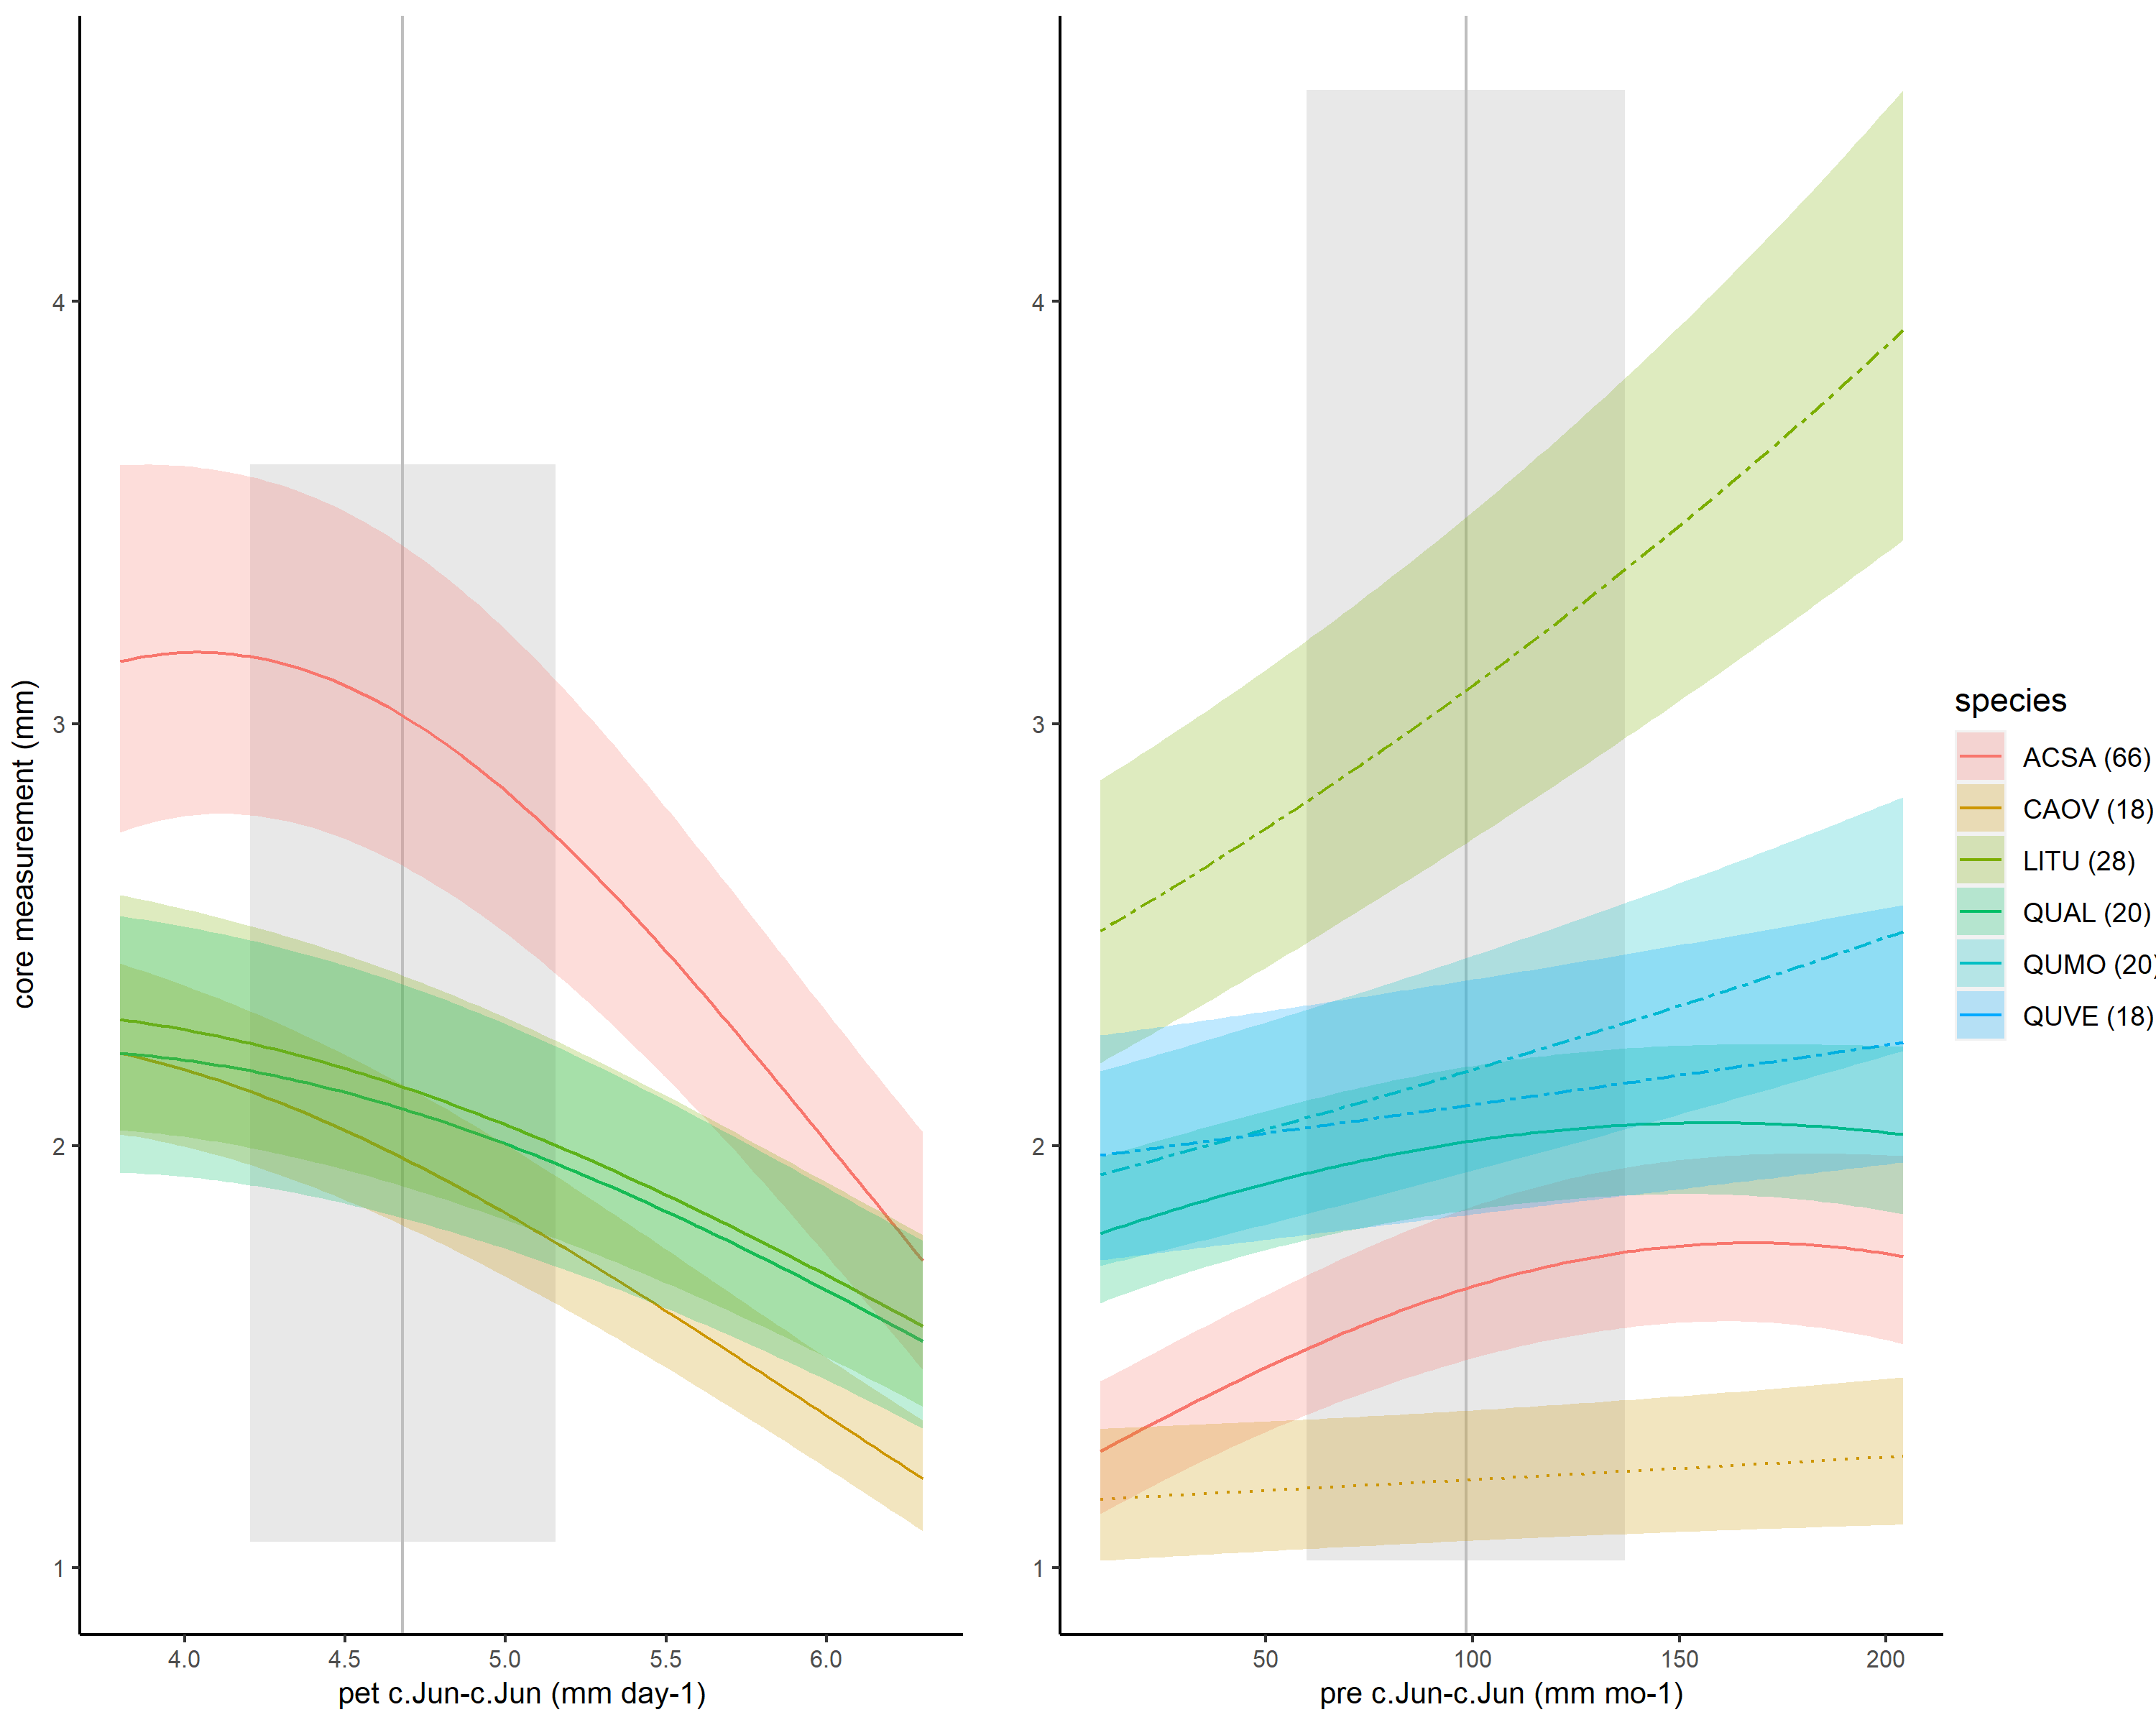 core measurement (mm)
4
3
2
1
4.0 4.5 5.0 5.5 6.0
pet c.Jun-c.Jun (mm day-1)
4
3
2
1
50 100 150 200
pre c.Jun-c.Jun (mm mo-1)
species
ACSA (66)
CAOV (18)
LITU (28)
QUAL (20)
QUMO (20)
QUVE (18)